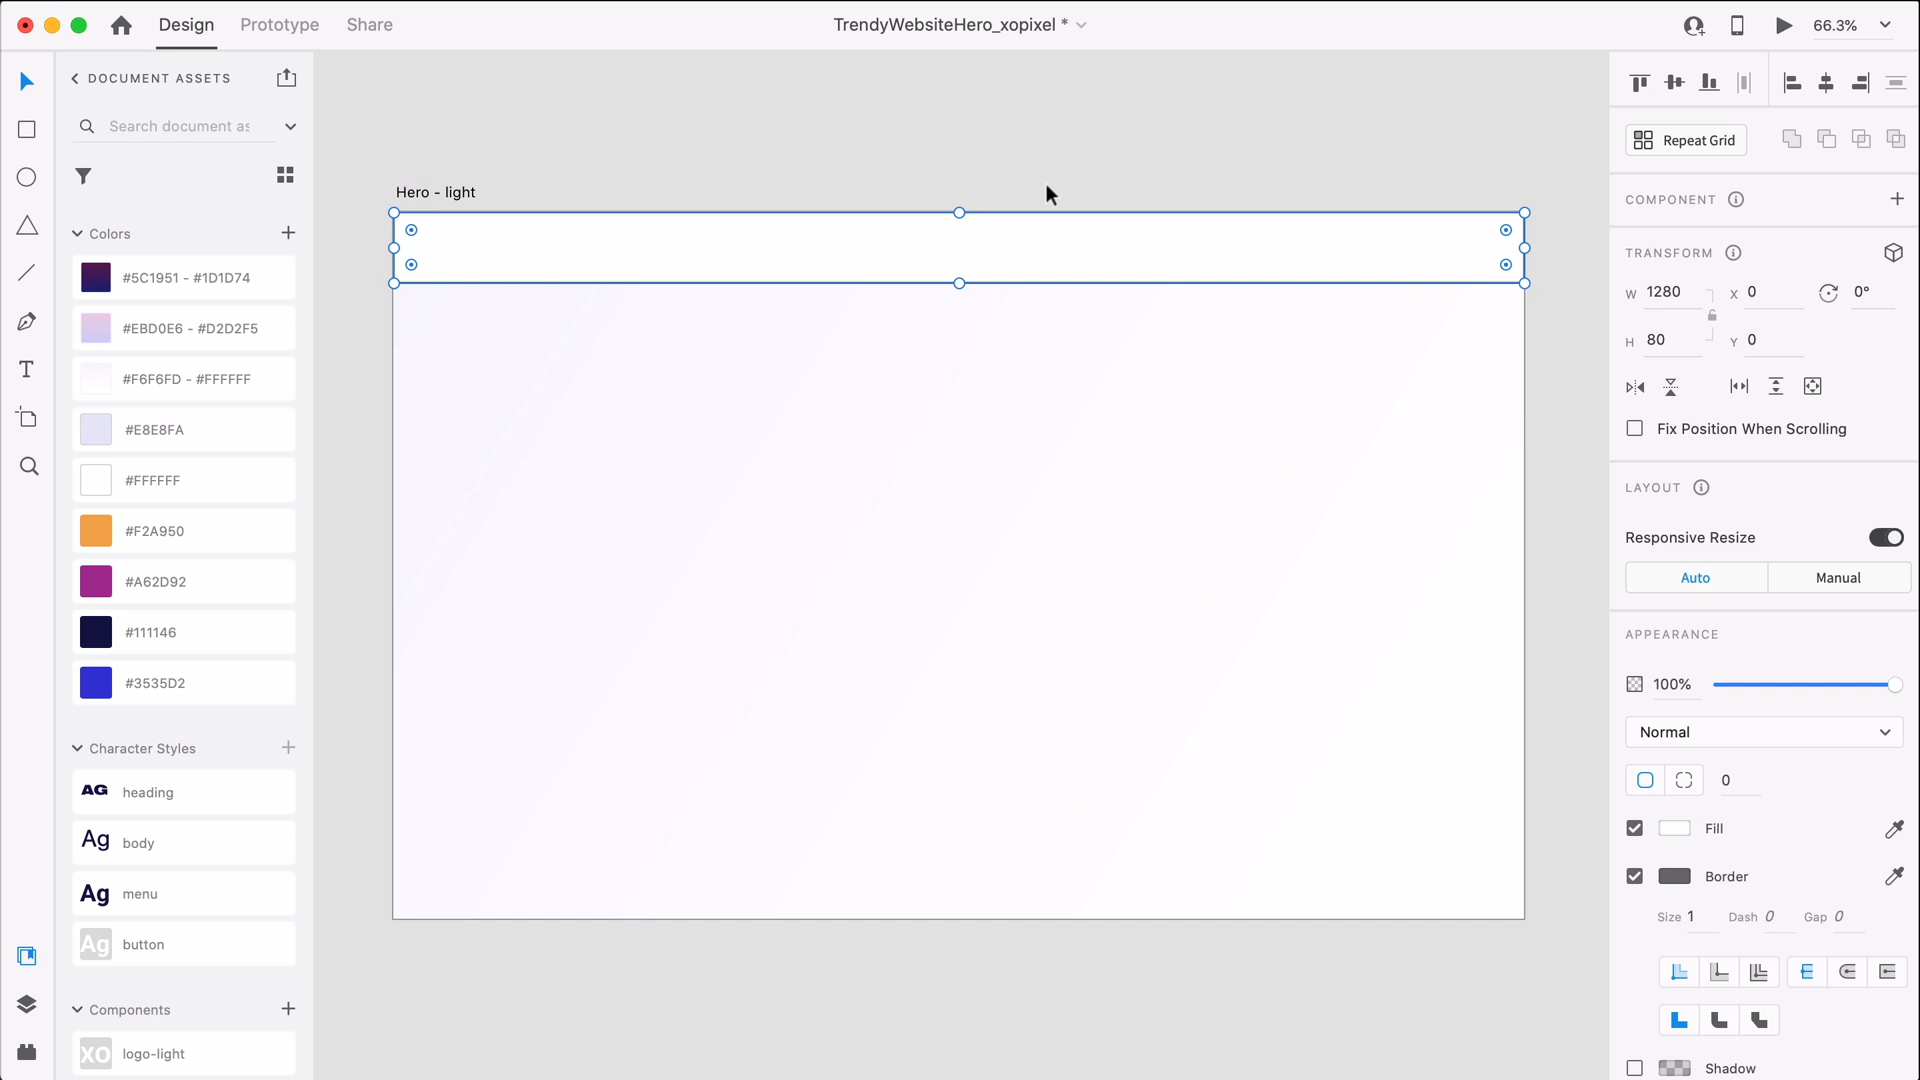 Design Prototype Share
TrendyWebsiteHero_xopixel *
66.3%
DOCUMENT ASSETS
Search document as
Colors
#5C1951 - #1D1D74
#EBD0E6 - #D2D2F5
#F6F6FD - #FFFFFF
#E8E8FA
#FFFFFF
#F2A950
#A62D92
#111146
#3535D2
Character Styles
AG heading
Ag body
Ag menu
Ag button
Components
XO logo-light
Hero - light
Repeat Grid
COMPONENT
TRANSFORM
W 1280 X 0 0°
H 80 Y 0
Fix Position When Scrolling
LAYOUT
Responsive Resize
Auto Manual
APPEARANCE
100%
Normal
0
Fill
Border
Size 1 Dash 0 Gap 0
Shadow